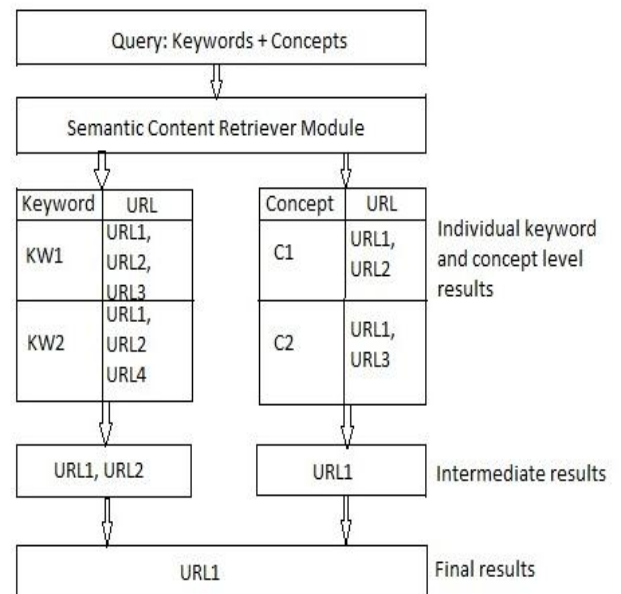 Query: Keywords + Concepts
Semantic Content Retriever Module
Keyword URL
KW1
URL1,
URL2,
URL3
KW2
URL1,
URL2
URL4
Concept URL
C1
URL1,
URL2
C2
URL1,
URL3
Individual keyword
and concept level
results
URL1, URL2
URL1
Intermediate results
URL1
Final results